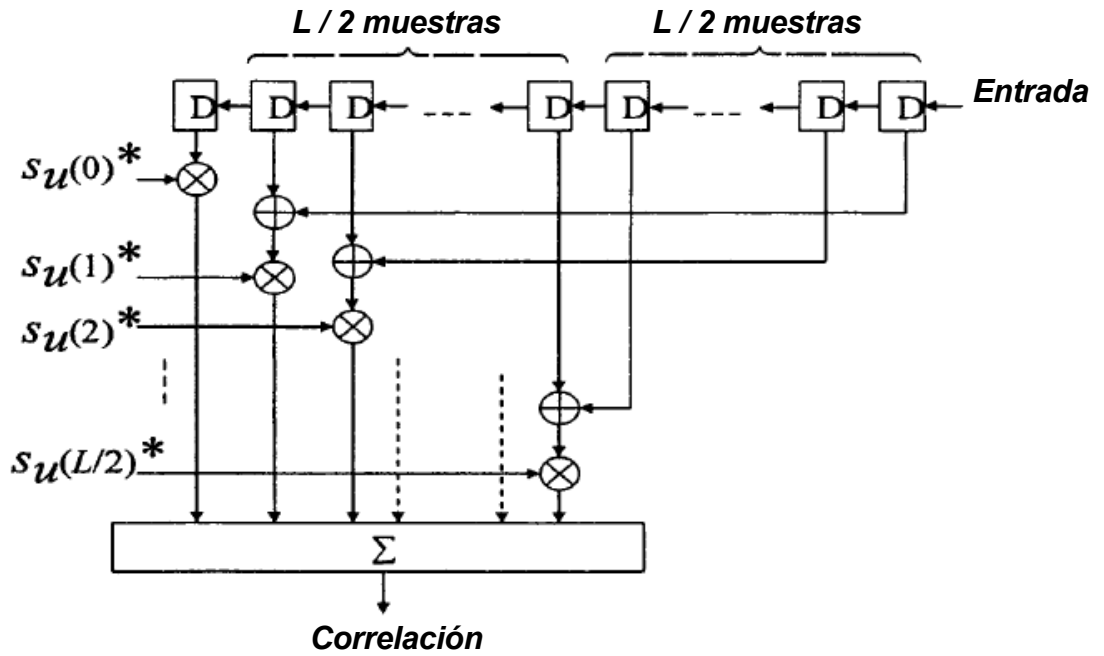 L / 2 muestras L / 2 muestras
D D D D D D D Entrada
su(0)*
su(1)*
su(2)*
su(L/2)*
Σ
Correlación